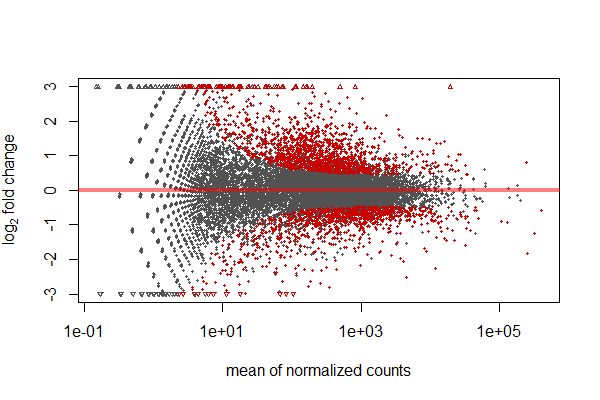 3
2
1
0
-1
-2
-3
log2 fold change
1e-01
1e+01
1e+03
1e+05
mean of normalized counts